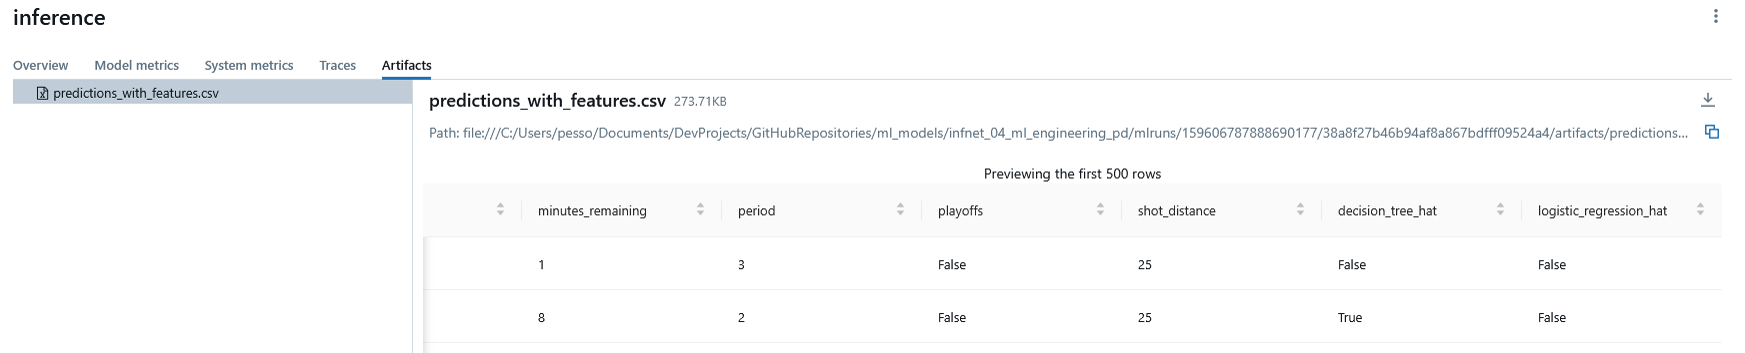 inference
Overview Model metrics System metrics Traces Artifacts
predictions_with_features.csv
predictions_with_features.csv 273.71KB
Path: file:///C:/Users/pesso/Documents/DevProjects/GitHubRepositories/ml_models/infnet_04_ml_engineering_pd/mlruns/159606787888690177/38a8f27b46b94af8a867bdfff09524a4/artifacts/predictions...
Previewing the first 500 rows
minutes_remaining period playoffs shot_distance decision_tree_hat logistic_regression_hat
1 3 False 25 False False
8 2 False 25 True False